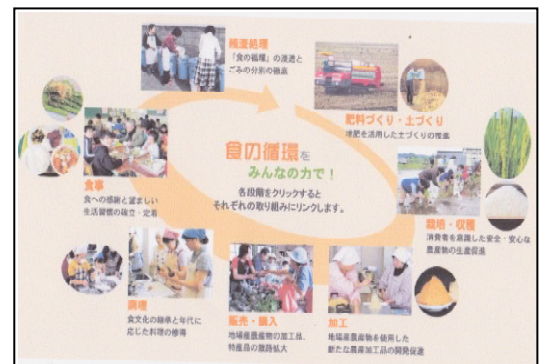 残渣処理
「食の循環」の浸透と
ごみの分別の徹底
肥料づくり・土づくり
堆肥を活用した土づくりの推進
食の循環を
みんなの力で！
各段階をクリックすると
それぞれの取り組みにリンクします。
食事
食への感謝と望ましい
生活習慣の確立・定着
栽培・収穫
消費者を意識した安全・安心な
農産物の生産促進
調理
食文化の継承と年代に
応じた料理の修得
販売・購入
地場産農産物の加工品、
特産品の販路拡大
加工
地場産農産物を使用した
新たな農産加工品の開発促進